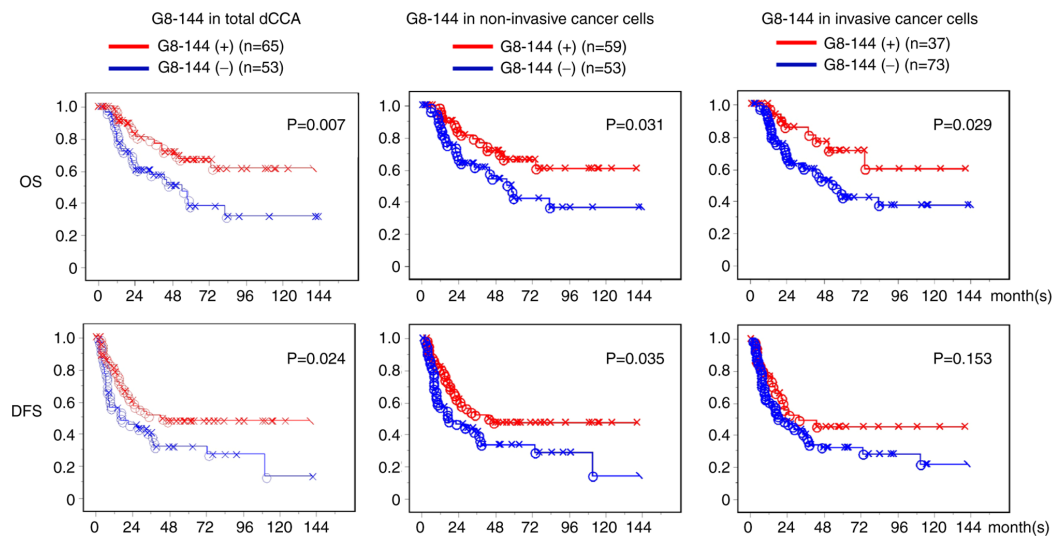 G8-144 in total dCCA
G8-144 (+) (n=65)
G8-144 (−) (n=53)
G8-144 in non-invasive cancer cells
G8-144 (+) (n=59)
G8-144 (−) (n=53)
G8-144 in invasive cancer cells
G8-144 (+) (n=37)
G8-144 (−) (n=73)
OS
1.0
0.8
0.6
0.4
0.2
0
P=0.007
0 24 48 72 96 120 144
1.0
0.8
0.6
0.4
0.2
0
P=0.031
0 24 48 72 96 120 144
1.0
0.8
0.6
0.4
0.2
0
P=0.029
0 24 48 72 96 120 144 month(s)
DFS
1.0
0.8
0.6
0.4
0.2
0
P=0.024
0 24 48 72 96 120 144
1.0
0.8
0.6
0.4
0.2
0
P=0.035
0 24 48 72 96 120 144
1.0
0.8
0.6
0.4
0.2
0
P=0.153
0 24 48 72 96 120 144 month(s)